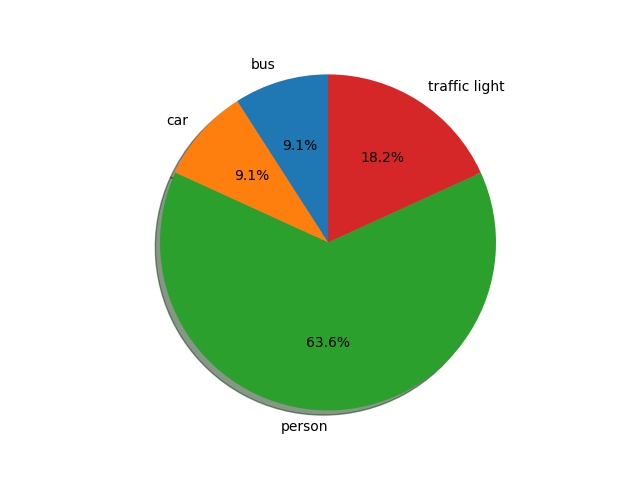 bus
traffic light
car
9.1%
18.2%
9.1%
63.6%
person